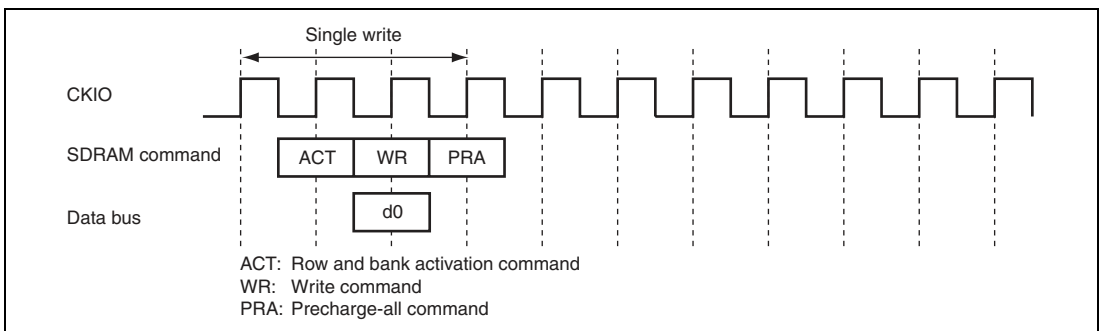 Single write
CKIO
SDRAM command ACT WR PRA
Data bus d0
ACT: Row and bank activation command
WR: Write command
PRA: Precharge-all command